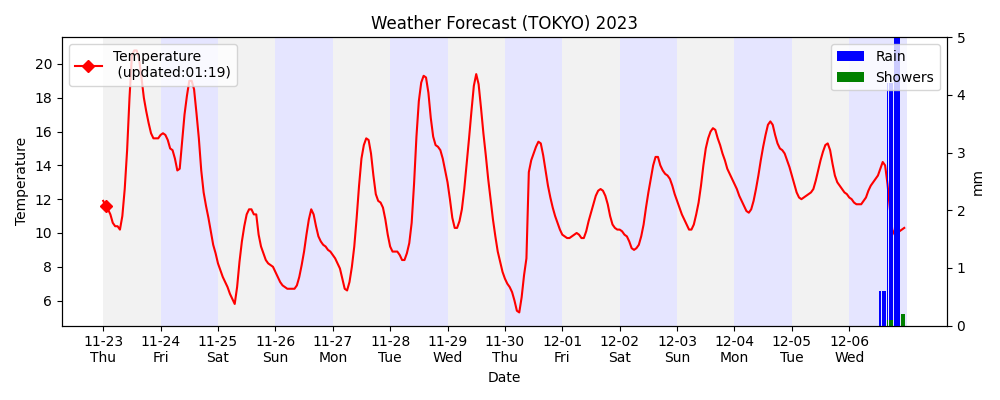 Weather Forecast (TOKYO) 2023
Temperature
(updated:01:19)
Rain
Showers
Temperature
20
18
16
14
12
10
8
6
5
4
3
2
1
0
mm
11-23 11-24 11-25 11-26 11-27 11-28 11-29 11-30 12-01 12-02 12-03 12-04 12-05 12-06
Thu Fri Sat Sun Mon Tue Wed Thu Fri Sat Sun Mon Tue Wed
Date